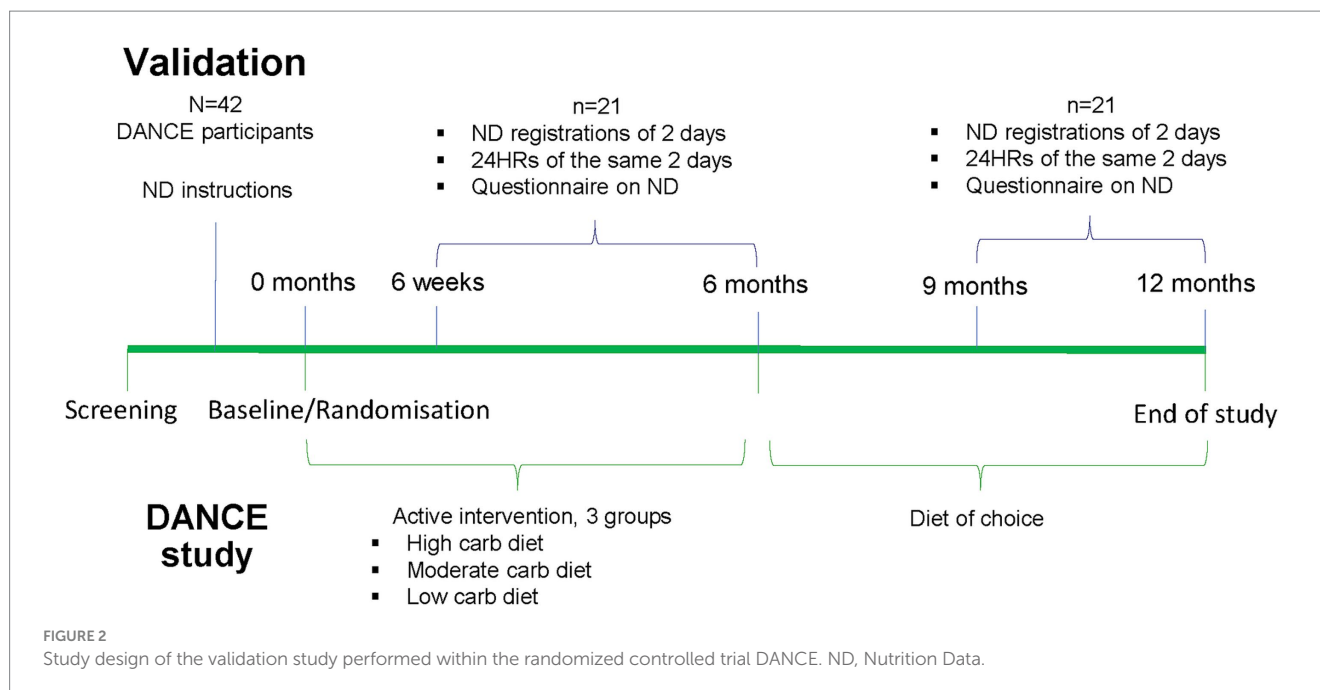 Validation
N=42
DANCE participants
ND instructions
n=21
▪ ND registrations of 2 days
▪ 24HRs of the same 2 days
▪ Questionnaire on ND
n=21
▪ ND registrations of 2 days
▪ 24HRs of the same 2 days
▪ Questionnaire on ND
0 months
6 weeks
6 months
9 months
12 months
Screening
Baseline/Randomisation
End of study
DANCE
study
Active intervention, 3 groups
▪ High carb diet
▪ Moderate carb diet
▪ Low carb diet
Diet of choice
FIGURE 2
Study design of the validation study performed within the randomized controlled trial DANCE. ND, Nutrition Data.